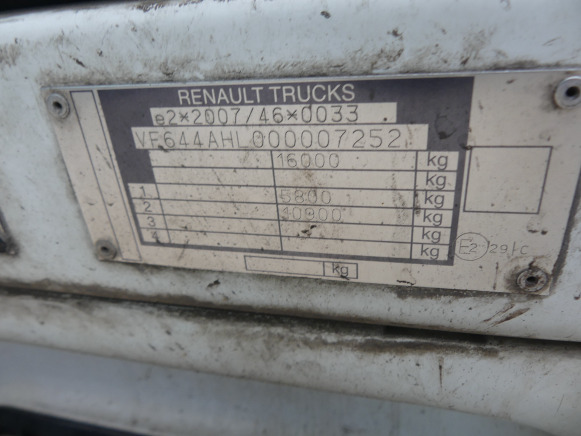 RENAULT TRUCKS
e2*2007/46*0033
VF644AHL000007252
16000 kg
kg
1 5800 kg
2 10900 kg
3 kg
4 kg
kg